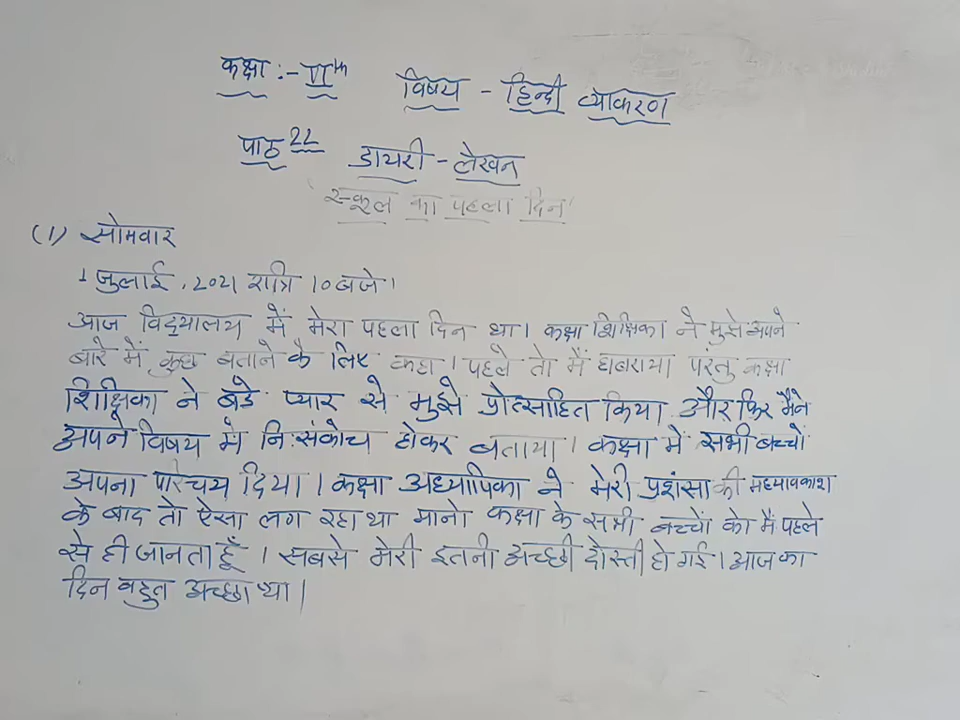 कक्षा :- VIth विषय - हिन्दी व्याकरण
पाठ 22 डायरी - लेखन
'स्कूल का पहला दिन'
(1) सोमवार
1 जुलाई, 2021 रात्रि 10 बजे।
आज विद्यालय में मेरा पहला दिन था। कक्षा शिक्षिका ने मुझे अपने
बारे में कुछ बताने के लिए कहा। पहले तो मैं घबराया परंतु कक्षा
शिक्षिका ने बडे प्यार से मुझे प्रोत्साहित किया। और फिर मैंने
अपने विषय में नि:संकोच होकर बताया। कक्षा में सभी बच्चों
अपना परिचय दिया। कक्षा अध्यापिका ने मेरी प्रशंसा की मध्यावकाश
के बाद तो ऐसा लग रहा था मानो कक्षा के सभी बच्चों को मैं पहले
से ही जानता हूँ। सबसे मेरी इतनी अच्छी दोस्ती हो गई। आज का
दिन बहुत अच्छा था।